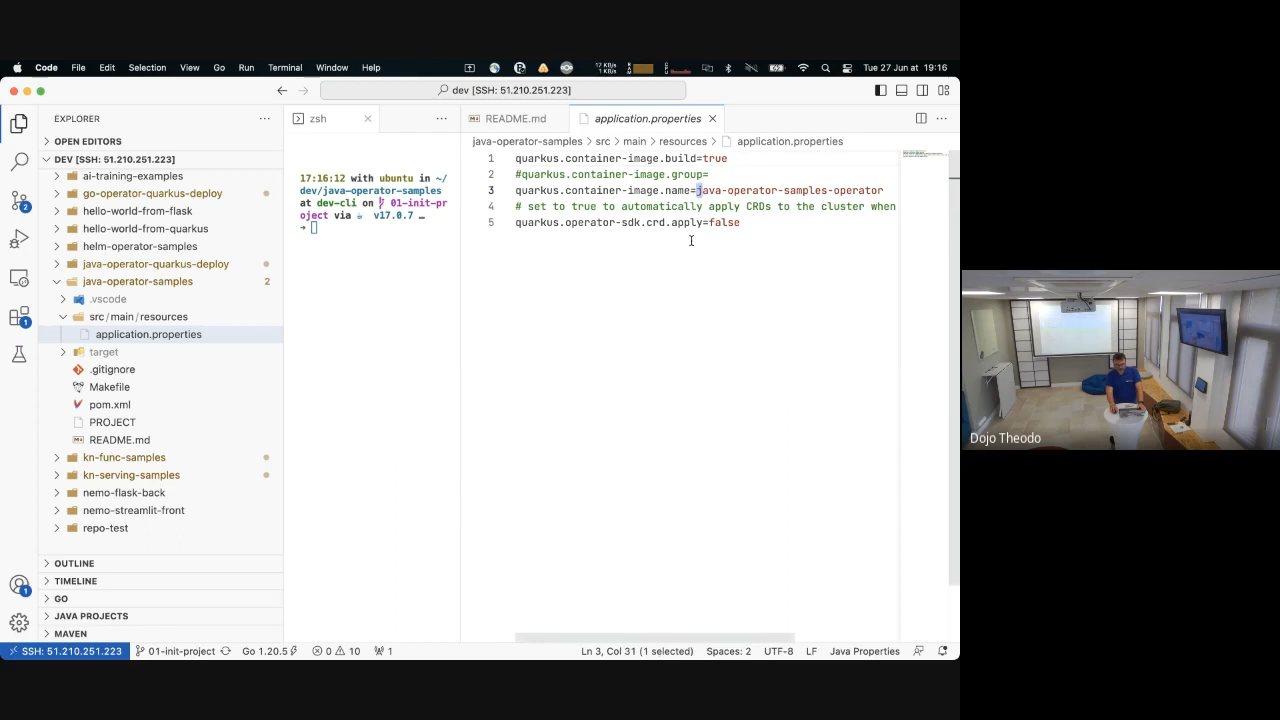 Code File Edit Selection View Go Run Terminal Window Help
17 KB/s
1 KB/s
Tue 27 Jun at 19:16
dev [SSH: 51.210.251.223]
EXPLORER
OPEN EDITORS
DEV [SSH: 51.210.251.223]
ai-training-examples
go-operator-quarkus-deploy
hello-world-from-flask
hello-world-from-quarkus
helm-operator-samples
java-operator-quarkus-deploy
java-operator-samples 2
.vscode
src/main/resources
application.properties
target
.gitignore
Makefile
pom.xml
PROJECT
README.md
kn-func-samples
kn-serving-samples
nemo-flask-back
nemo-streamlit-front
repo-test
OUTLINE
TIMELINE
GO
JAVA PROJECTS
MAVEN
2
1
1
zsh
17:16:12 with ubuntu in ~/
dev/java-operator-samples
at dev-cli on 01-init-pr
oject via v17.0.7 …
➜
README.md
application.properties
java-operator-samples > src > main > resources > application.properties
1 quarkus.container-image.build=true
2 #quarkus.container-image.group=
3 quarkus.container-image.name=java-operator-samples-operator
4 # set to true to automatically apply CRDs to the cluster when
5 quarkus.operator-sdk.crd.apply=false
SSH: 51.210.251.223 01-init-project Go 1.20.5 0 10 1 Ln 3, Col 31 (1 selected) Spaces: 2 UTF-8 LF Java Properties
Dojo Theodo